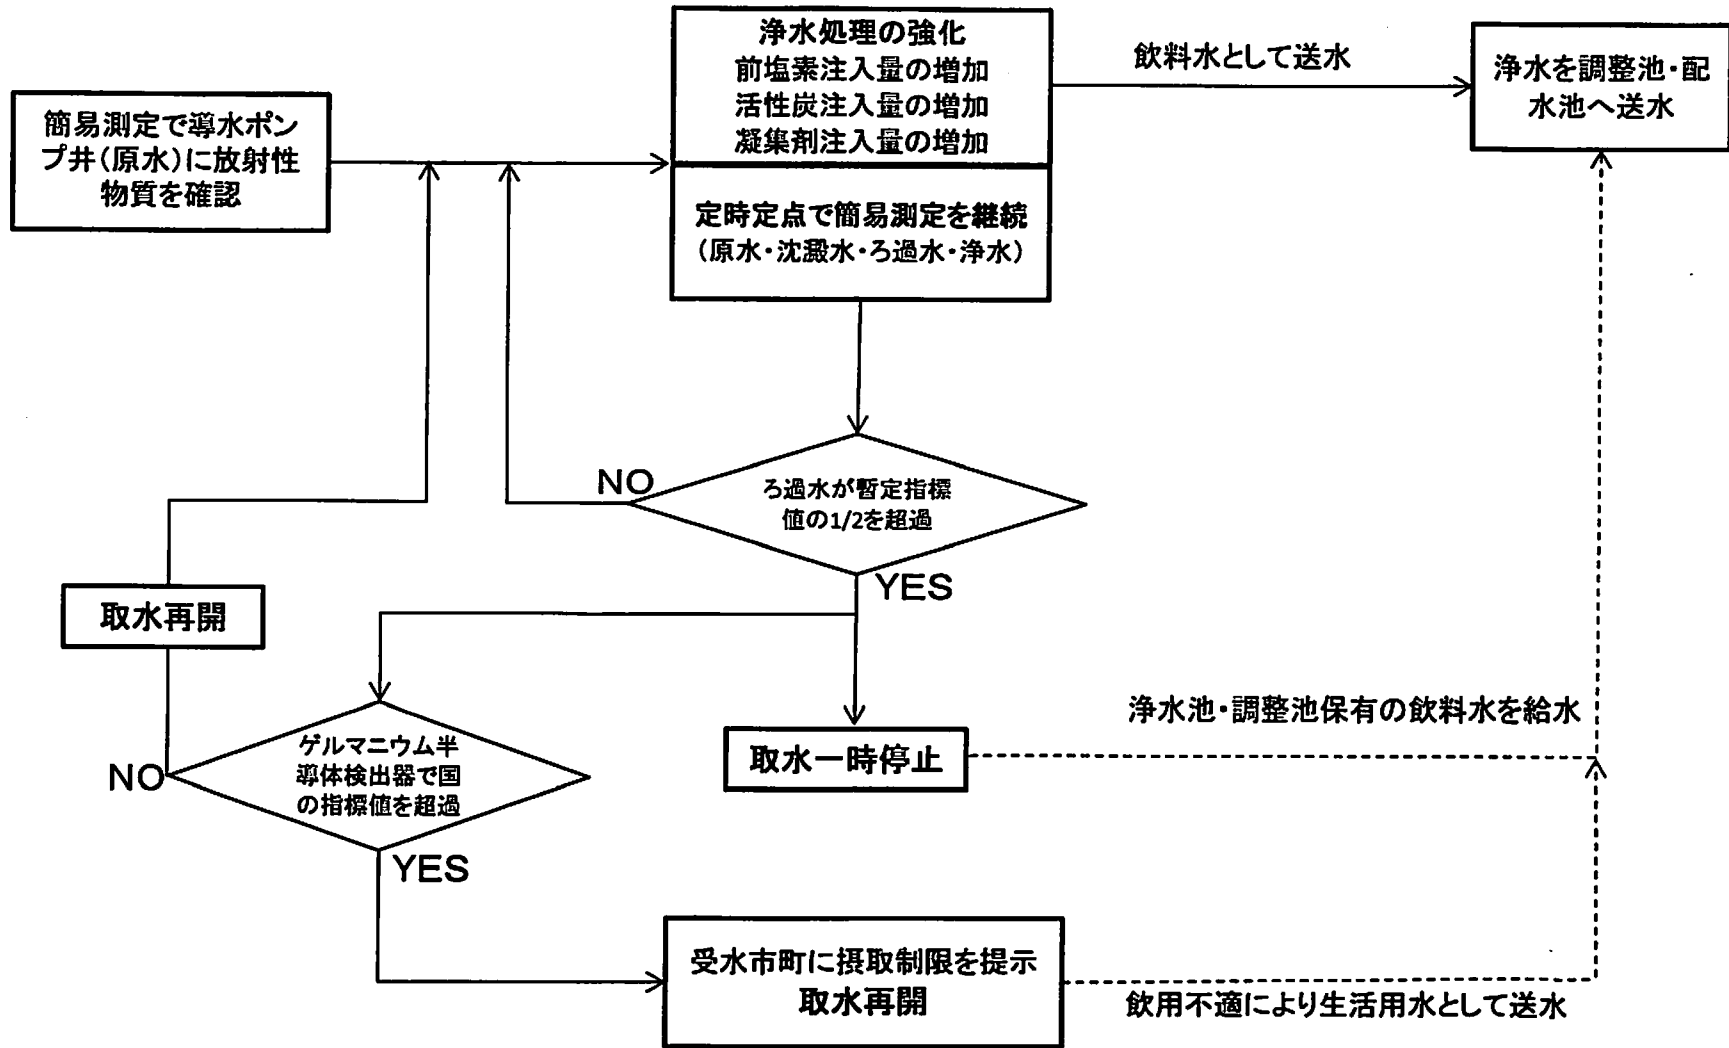 浄水処理の強化
前塩素注入量の増加
活性炭注入量の増加
凝集剤注入量の増加
飲料水として送水
浄水を調整池・配
水池へ送水
簡易測定で導水ポン
プ井(原水)に放射性
物質を確認
定時定点で簡易測定を継続
(原水・沈澱水・ろ過水・浄水)
NO
ろ過水が暫定指標
値の1/2を超過
YES
取水再開
浄水池・調整池保有の飲料水を給水
取水一時停止
ゲルマニウム半
導体検出器で国
の指標値を超過
NO
YES
受水市町に摂取制限を提示
取水再開
飲用不適により生活用水として送水